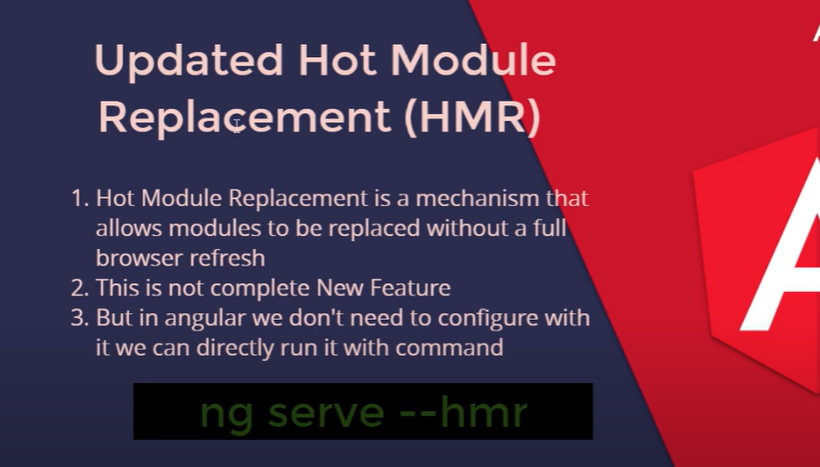 Updated Hot Module
Replacement (HMR)
1. Hot Module Replacement is a mechanism that
allows modules to be replaced without a full
browser refresh
2. This is not complete New Feature
3. But in angular we don't need to configure with
it we can directly run it with command
ng serve --hmr
A